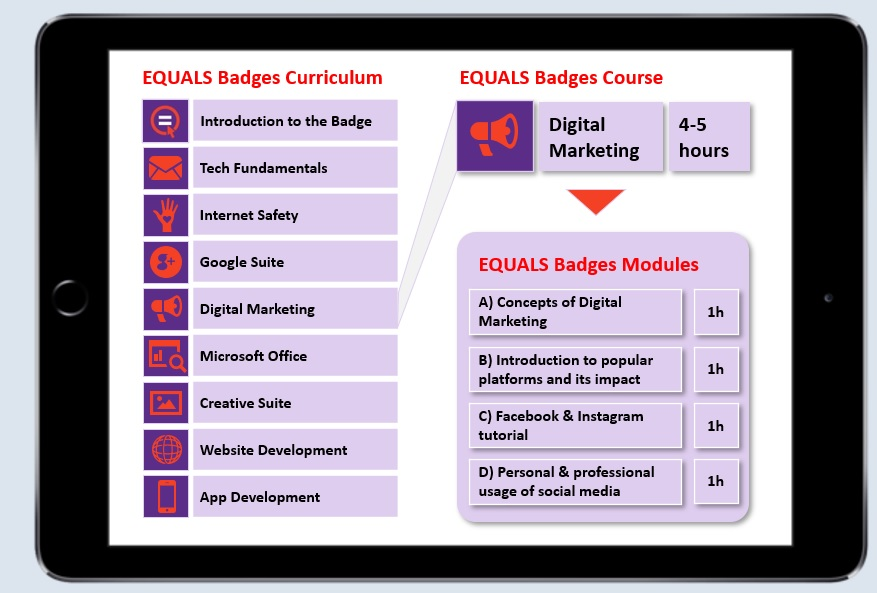 EQUALS Badges Curriculum
Introduction to the Badge
Tech Fundamentals
Internet Safety
Google Suite
Digital Marketing
Microsoft Office
Creative Suite
Website Development
App Development
EQUALS Badges Course
Digital
Marketing
4-5
hours
EQUALS Badges Modules
A) Concepts of Digital
Marketing
1h
B) Introduction to popular
platforms and its impact
1h
C) Facebook & Instagram
tutorial
1h
D) Personal & professional
usage of social media
1h